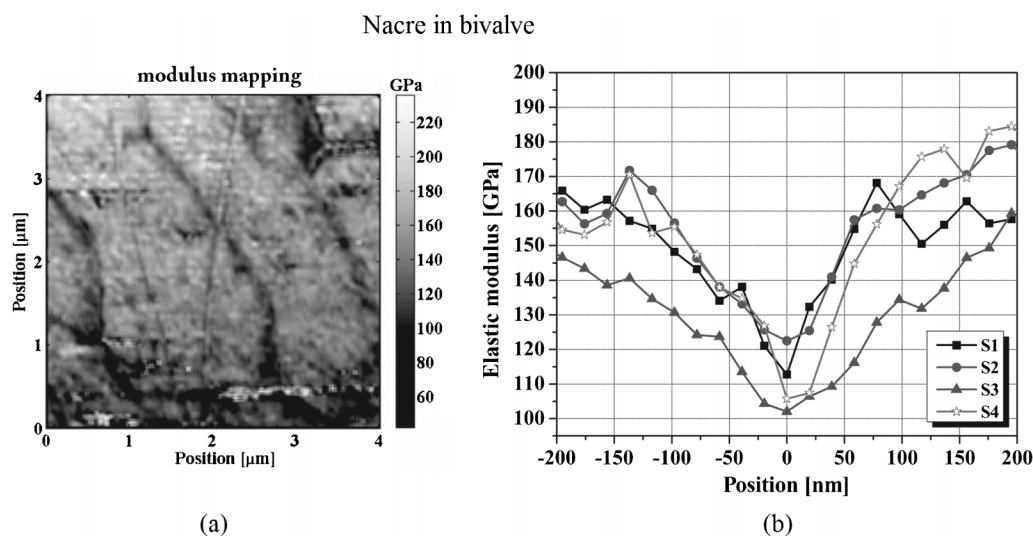 Nacre in bivalve
modulus mapping
GPa
4
3
2
1
0
Position [μm]
0 1 2 3 4
Position [μm]
220
200
180
160
140
120
100
80
60
(a)
200
190
180
170
160
150
140
130
120
110
100
Elastic modulus [GPa]
S1
S2
S3
S4
-200 -150 -100 -50 0 50 100 150 200
Position [nm]
(b)